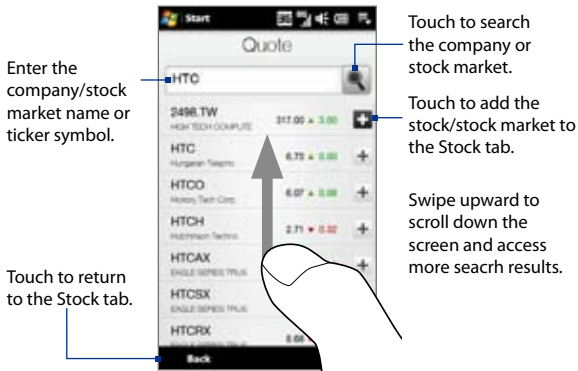 Start
Quote
HTC
2498.TW
HIGH TECH COMPUTE
317.00 3.00
HTC
Hungarian Telepho
6.73 0.00
HTCO
Hickory Tech Corp.
6.07 0.08
HTCH
Hutchinson Techno
2.71 0.32
HTCAX
EAGLE SERIES TRUS
HTCSX
EAGLE SERIES TRUS
HTCRX
EAGLE SERIES TRUS
Back
Enter the
company/stock
market name or
ticker symbol.
Touch to return
to the Stock tab.
Touch to search
the company or
stock market.
Touch to add the
stock/stock market to
the Stock tab.
Swipe upward to
scroll down the
screen and access
more seacrh results.